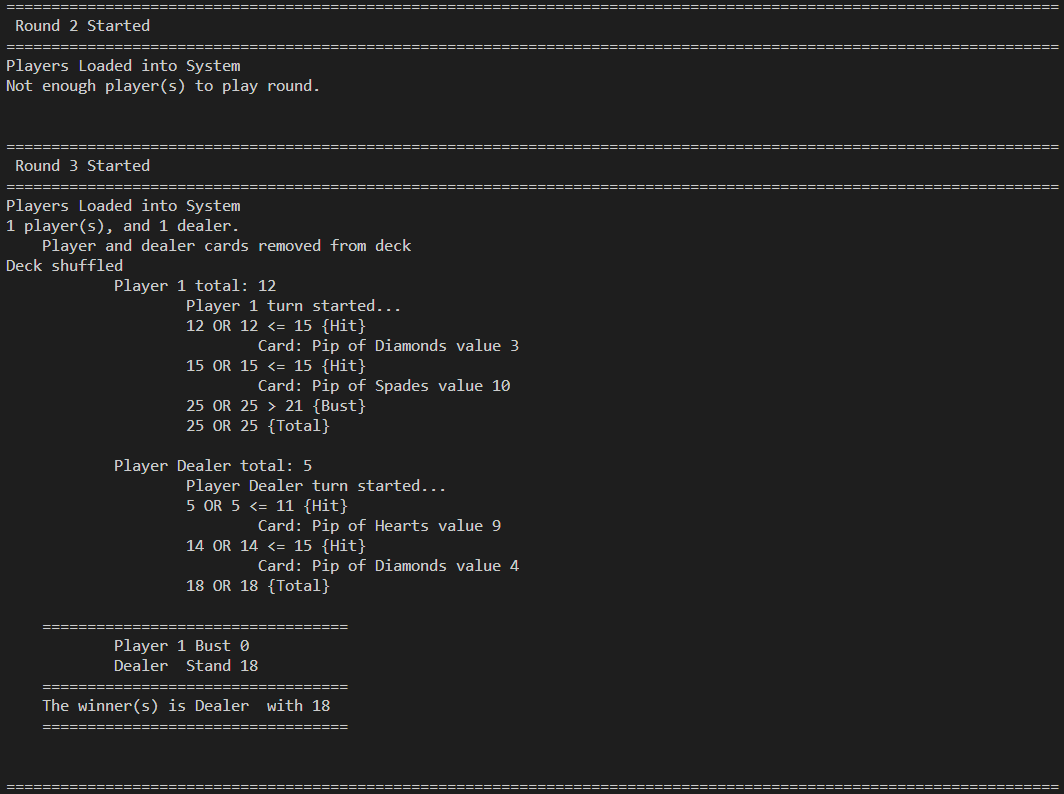 =====================================================================================================================
 Round 2 Started
=====================================================================================================================
Players Loaded into System
Not enough player(s) to play round.
=====================================================================================================================
 Round 3 Started
=====================================================================================================================
Players Loaded into System
1 player(s), and 1 dealer.
    Player and dealer cards removed from deck
Deck shuffled
            Player 1 total: 12
                    Player 1 turn started...
                    12 OR 12 <= 15 {Hit}
                            Card: Pip of Diamonds value 3
                    15 OR 15 <= 15 {Hit}
                            Card: Pip of Spades value 10
                    25 OR 25 > 21 {Bust}
                    25 OR 25 {Total}
            Player Dealer total: 5
                    Player Dealer turn started...
                    5 OR 5 <= 11 {Hit}
                            Card: Pip of Hearts value 9
                    14 OR 14 <= 15 {Hit}
                            Card: Pip of Diamonds value 4
                    18 OR 18 {Total}
    ==================================
            Player 1 Bust 0
            Dealer  Stand 18
    ==================================
    The winner(s) is Dealer  with 18
    ==================================
=====================================================================================================================